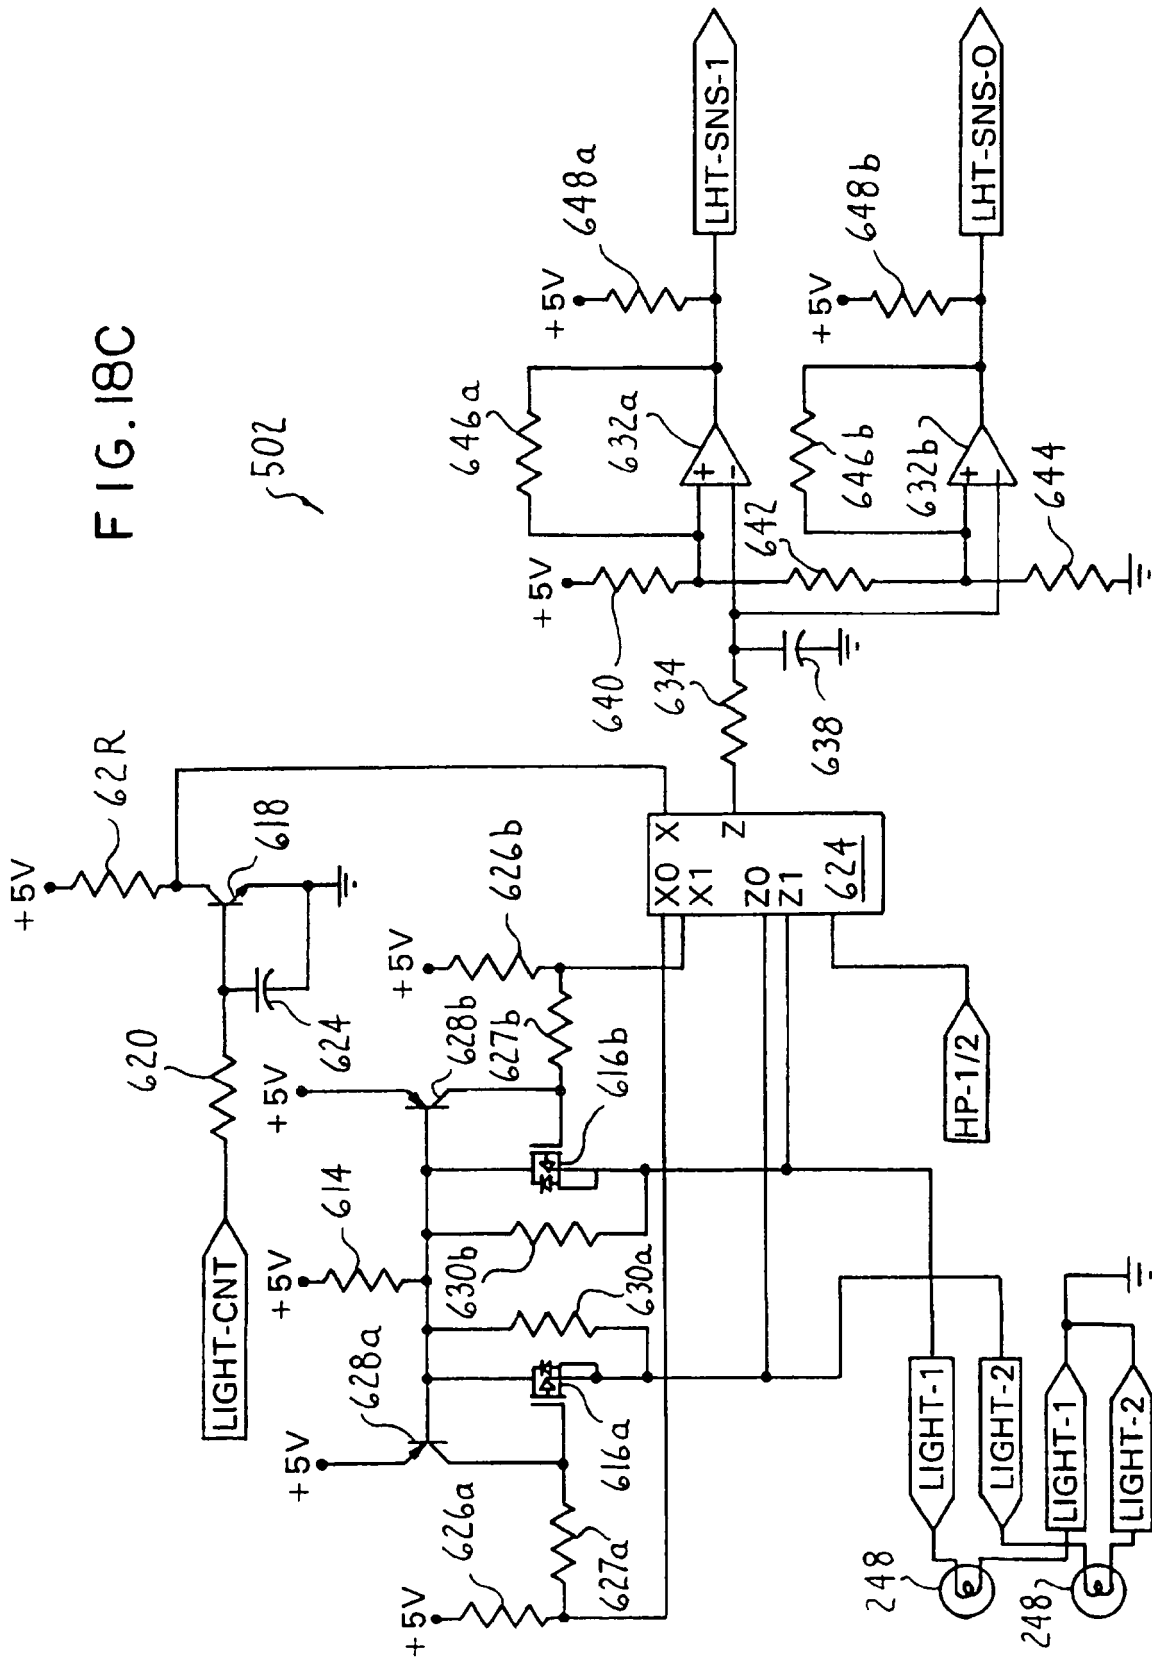 FIG.18C
502
+5V
62R
618
620
624
LIGHT-CNT
+5V
614
+5V
628b
+5V
626b
627b
616b
630b
630a
+5V
628a
616a
+5V
626a
627a
X0
X1
X
Z
Z0
Z1
624
HP-1/2
634
638
+5V
640
642
644
646a
632a
+
-
+5V
648a
LHT-SNS-1
646b
632b
+
-
+5V
648b
LHT-SNS-0
LIGHT-1
LIGHT-2
LIGHT-1
LIGHT-2
248
248